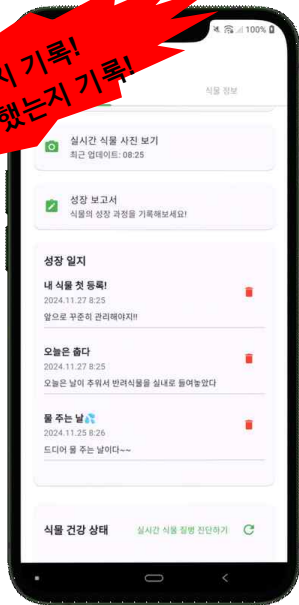 지 기록!
했는지 기록!
100%
식물 정보
실시간 식물 사진 보기
최근 업데이트: 08:25
성장 보고서
식물의 성장 과정을 기록해보세요!
성장 일지
내 식물 첫 등록!
2024.11.27 8:25
앞으로 꾸준히 관리해야지!!
오늘은 춥다
2024.11.27 8:25
오늘은 날이 추워서 반려식물을 실내로 들여놓았다
물 주는 날💦
2024.11.25 8:26
드디어 물 주는 날이다~~
식물 건강 상태
실시간 식물 질병 진단하기